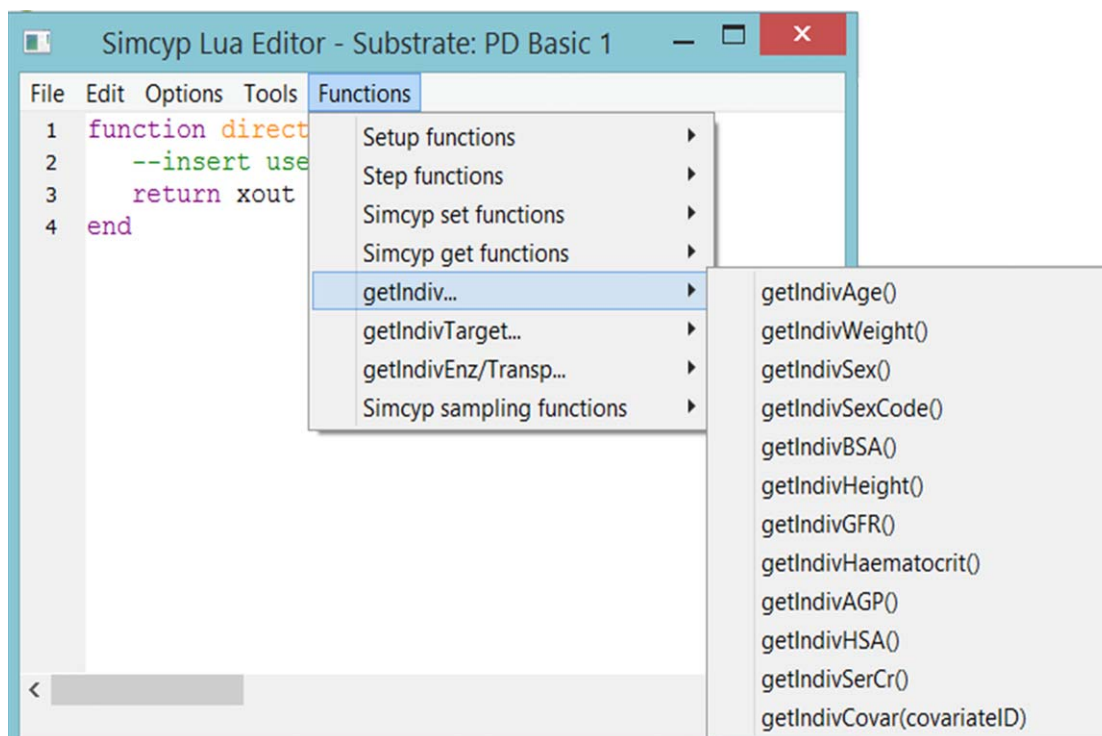 Simcyp Lua Editor - Substrate: PD Basic 1
File Edit Options Tools Functions
1 function direct
2 --insert use
3 return xout
4 end
Setup functions
Step functions
Simcyp set functions
Simcyp get functions
getIndiv...
getIndivTarget...
getIndivEnz/Transp...
Simcyp sampling functions
getIndivAge()
getIndivWeight()
getIndivSex()
getIndivSexCode()
getIndivBSA()
getIndivHeight()
getIndivGFR()
getIndivHaematocrit()
getIndivAGP()
getIndivHSA()
getIndivSerCr()
getIndivCovar(covariateID)